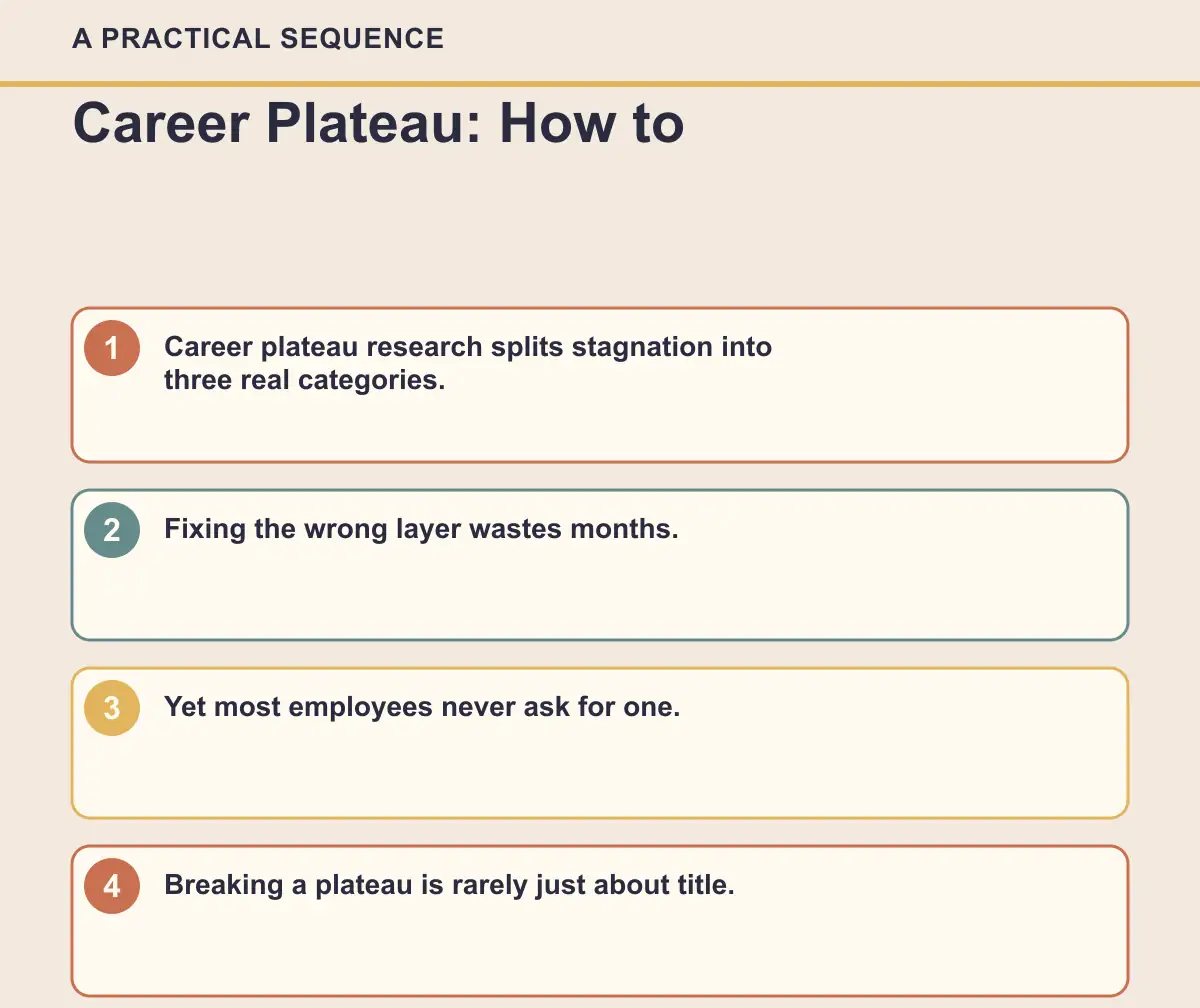 A PRACTICAL SEQUENCE
Career Plateau: How to
1
Career plateau research splits stagnation into
three real categories.
2
Fixing the wrong layer wastes months.
3
Yet most employees never ask for one.
4
Breaking a plateau is rarely just about title.